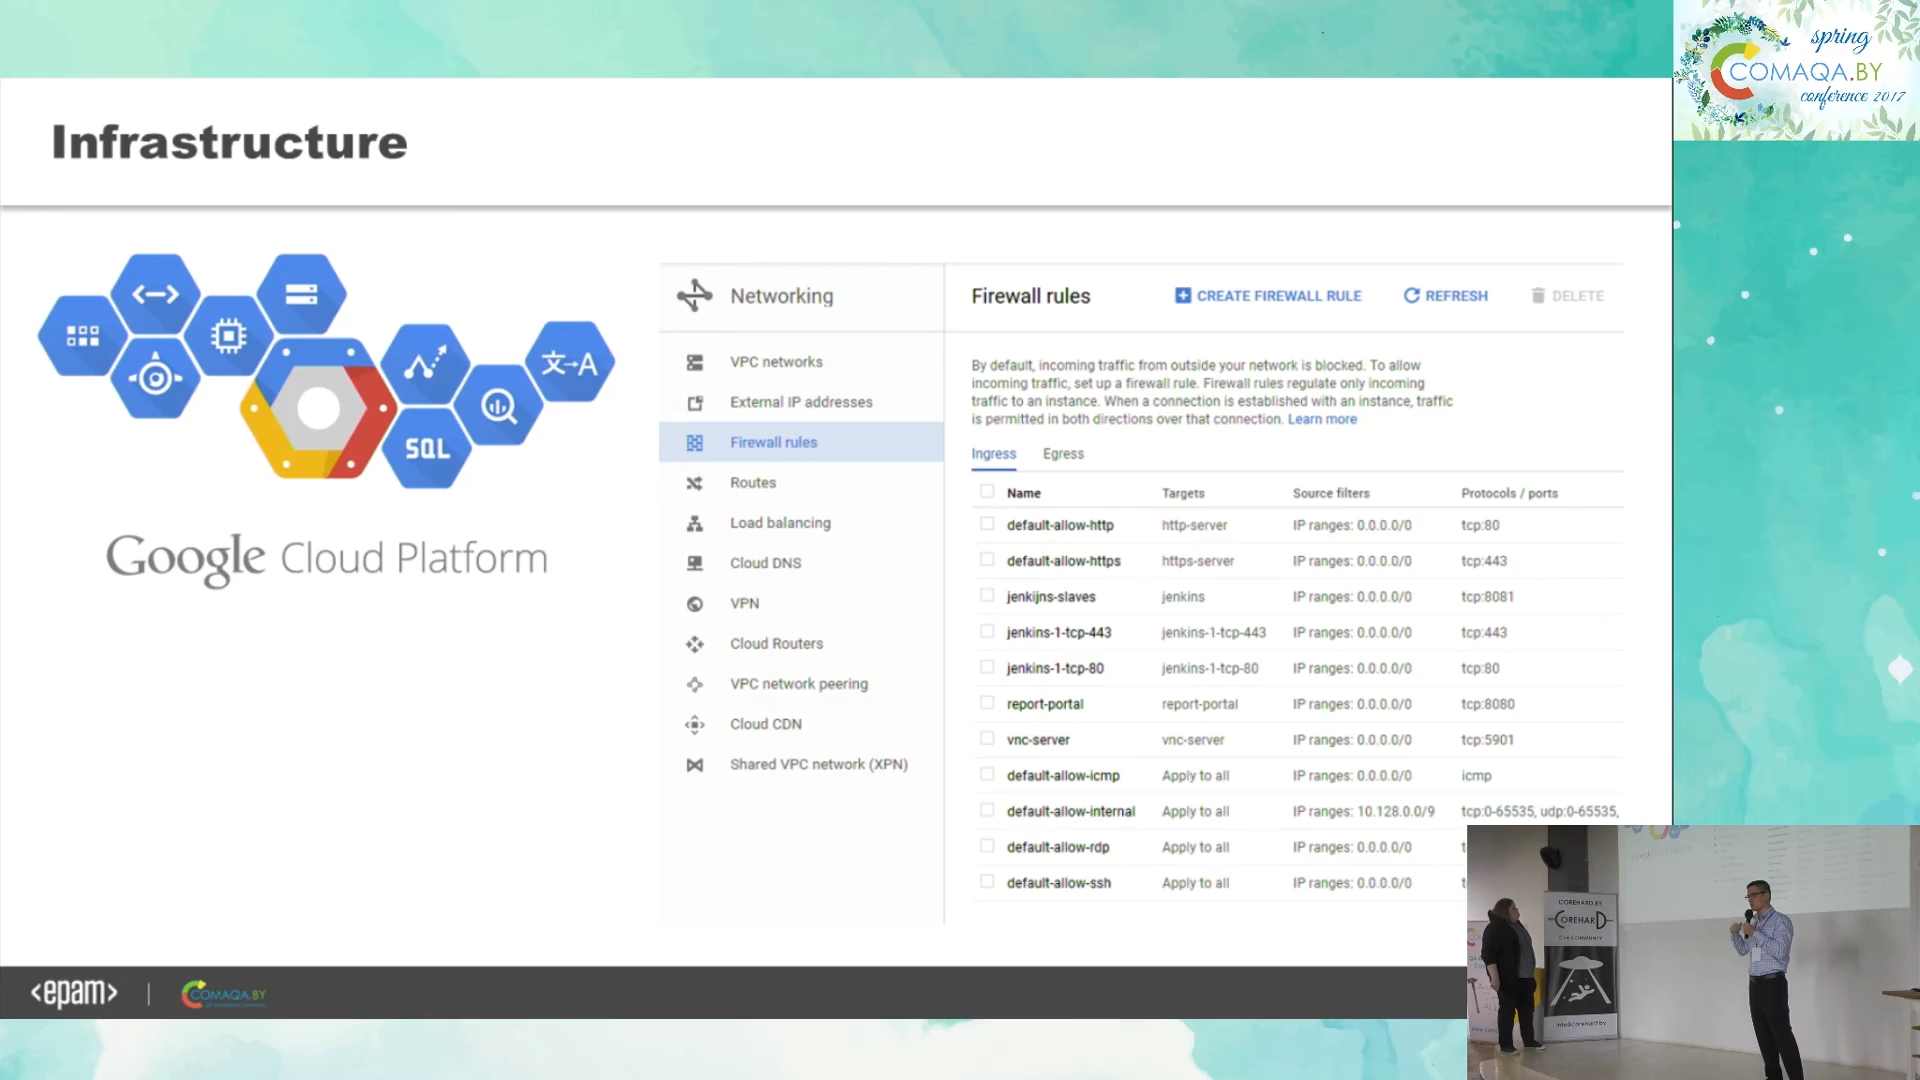 Infrastructure
spring
COMAQA.BY
conference 2017
文→A
SQL
Google Cloud Platform
Networking
VPC networks
External IP addresses
Firewall rules
Routes
Load balancing
Cloud DNS
VPN
Cloud Routers
VPC network peering
Cloud CDN
Shared VPC network (XPN)
Firewall rules CREATE FIREWALL RULE REFRESH DELETE
By default, incoming traffic from outside your network is blocked. To allow
incoming traffic, set up a firewall rule. Firewall rules regulate only incoming
traffic to an instance. When a connection is established with an instance, traffic
is permitted in both directions over that connection. Learn more
Ingress Egress
Name Targets Source filters Protocols / ports
default-allow-http http-server IP ranges: 0.0.0.0/0 tcp:80
default-allow-https https-server IP ranges: 0.0.0.0/0 tcp:443
jenkijns-slaves jenkins IP ranges: 0.0.0.0/0 tcp:8081
jenkins-1-tcp-443 jenkins-1-tcp-443 IP ranges: 0.0.0.0/0 tcp:443
jenkins-1-tcp-80 jenkins-1-tcp-80 IP ranges: 0.0.0.0/0 tcp:80
report-portal report-portal IP ranges: 0.0.0.0/0 tcp:8080
vnc-server vnc-server IP ranges: 0.0.0.0/0 tcp:5901
default-allow-icmp Apply to all IP ranges: 0.0.0.0/0 icmp
default-allow-internal Apply to all IP ranges: 10.128.0.0/9 tcp:0-65535, udp:0-65535,
default-allow-rdp Apply to all IP ranges: 0.0.0.0/0
default-allow-ssh Apply to all IP ranges: 0.0.0.0/0
<epam> | COMAQA.BY
COREHARD.BY
COREHARD
C++ COMMUNITY
info@corehard.by